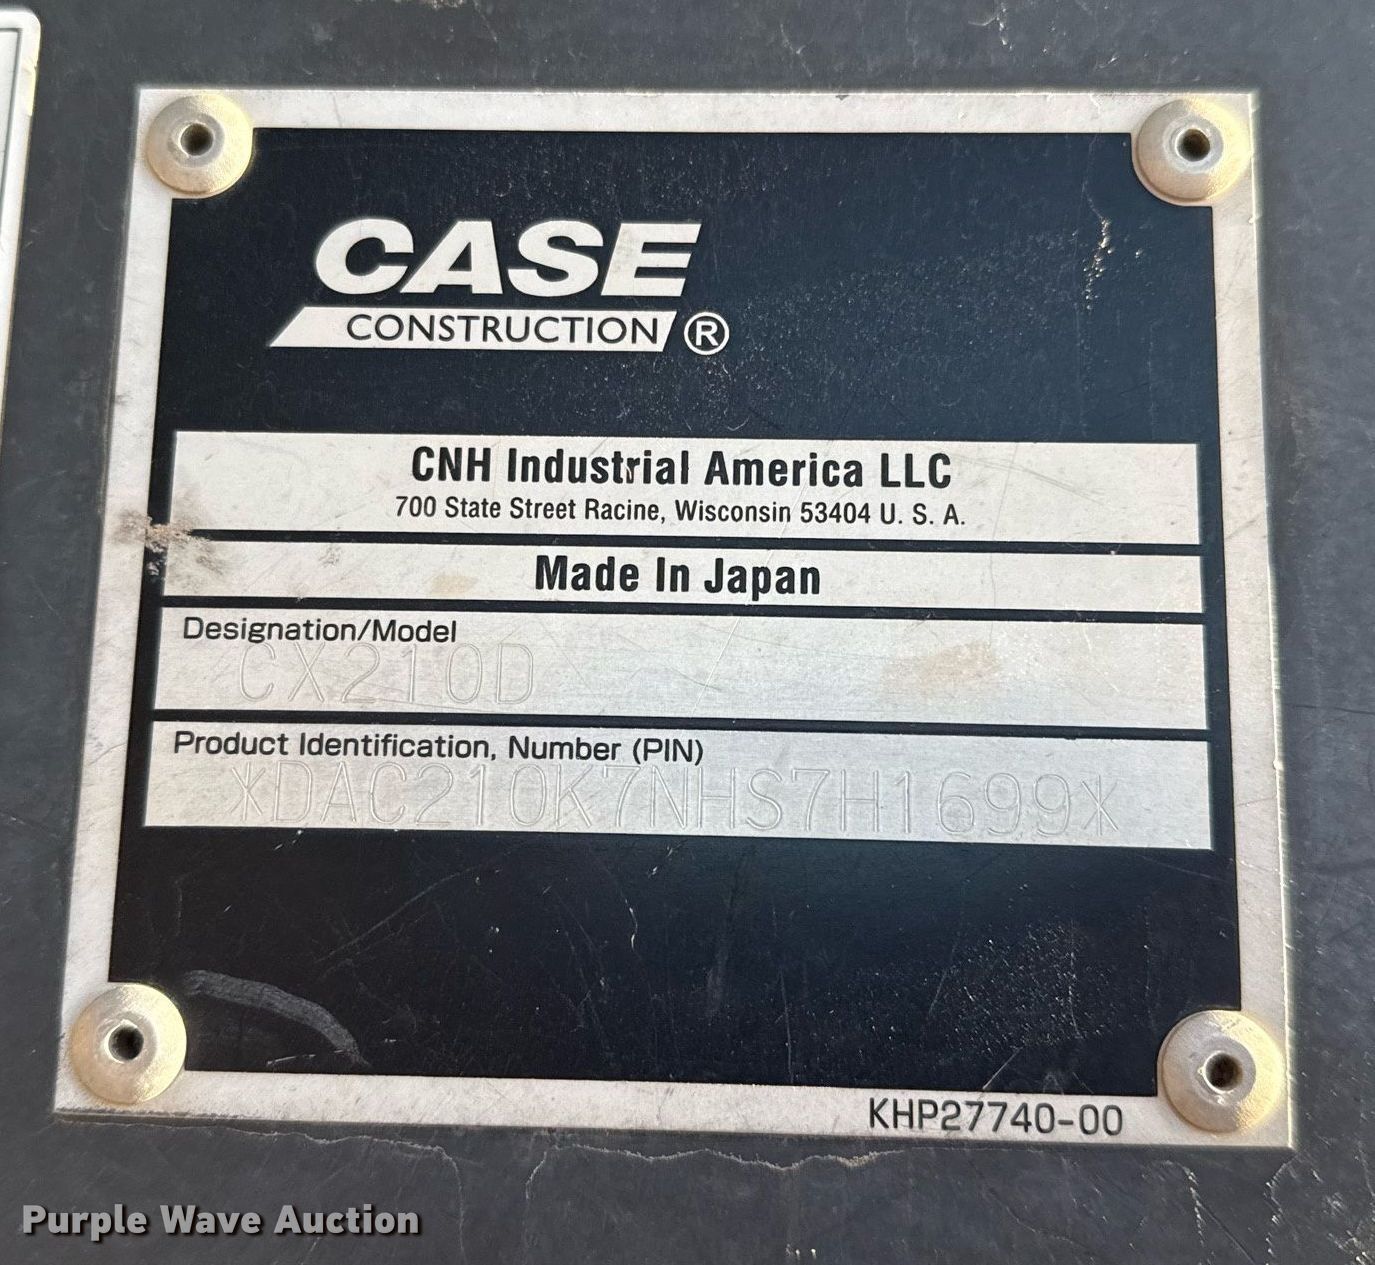 CASE
CONSTRUCTION®
CNH Industrial America LLC
700 State Street Racine, Wisconsin 53404 U. S. A.
Made In Japan
Designation/Model
CX210D
Product Identification, Number (PIN)
*DAC210K7NHS7H1699*
KHP27740-00
Purple Wave Auction